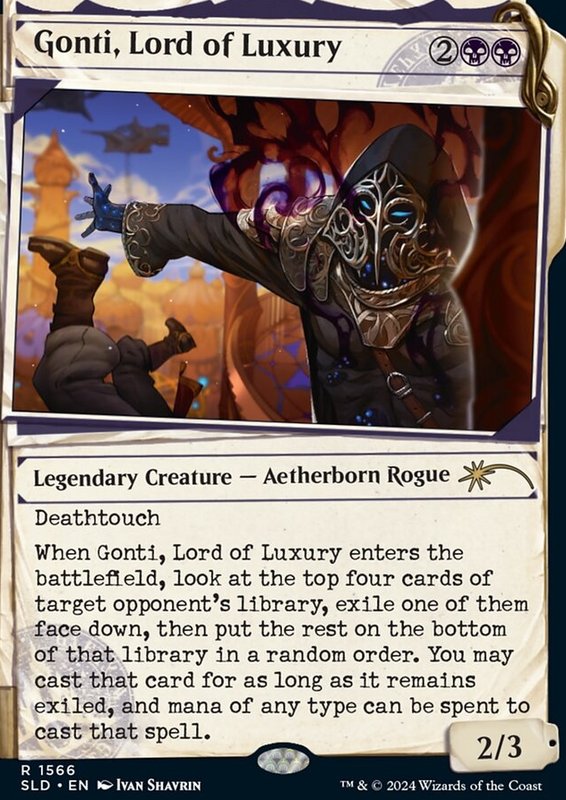 Gonti, Lord of Luxury 2
Legendary Creature — Aetherborn Rogue
Deathtouch
When Gonti, Lord of Luxury enters the
battlefield, look at the top four cards of
target opponent's library, exile one of them
face down, then put the rest on the bottom
of that library in a random order. You may
cast that card for as long as it remains
exiled, and mana of any type can be spent to
cast that spell.
2/3
R 1566
SLD • EN Ivan Shavrin
™ & © 2024 Wizards of the Coast